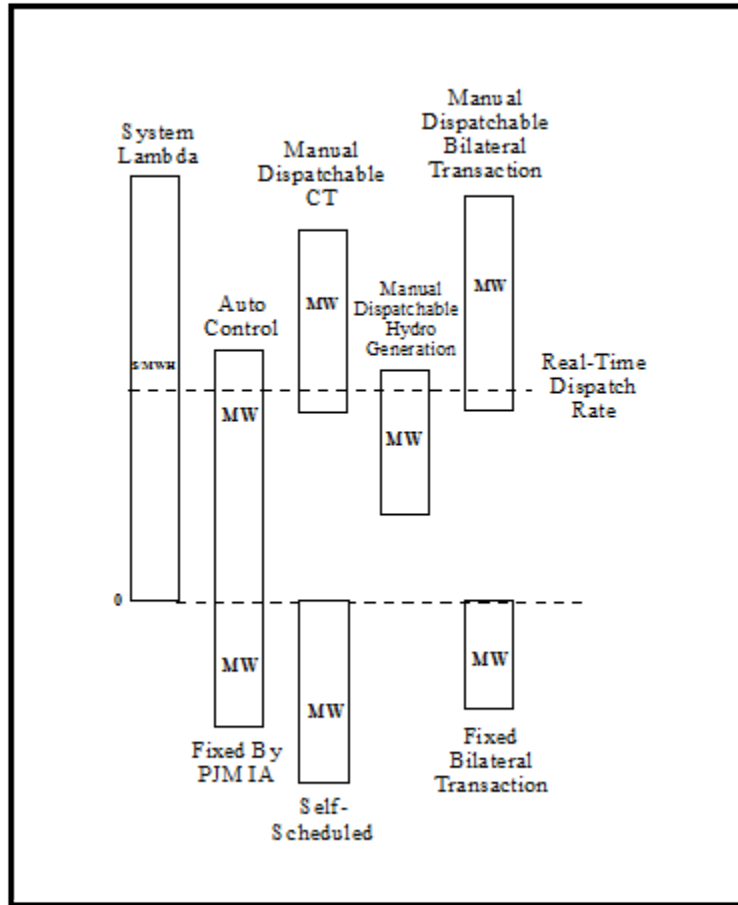 System
Lambda
$/MWH
0
Auto
Control
MW
MW
Fixed By
PJM IA
Manual
Dispatchable
CT
MW
MW
Self-
Scheduled
Manual
Dispatchable
Hydro
Generation
MW
Manual
Dispatchable
Bilateral
Transaction
MW
MW
Fixed
Bilateral
Transaction
Real-Time
Dispatch
Rate